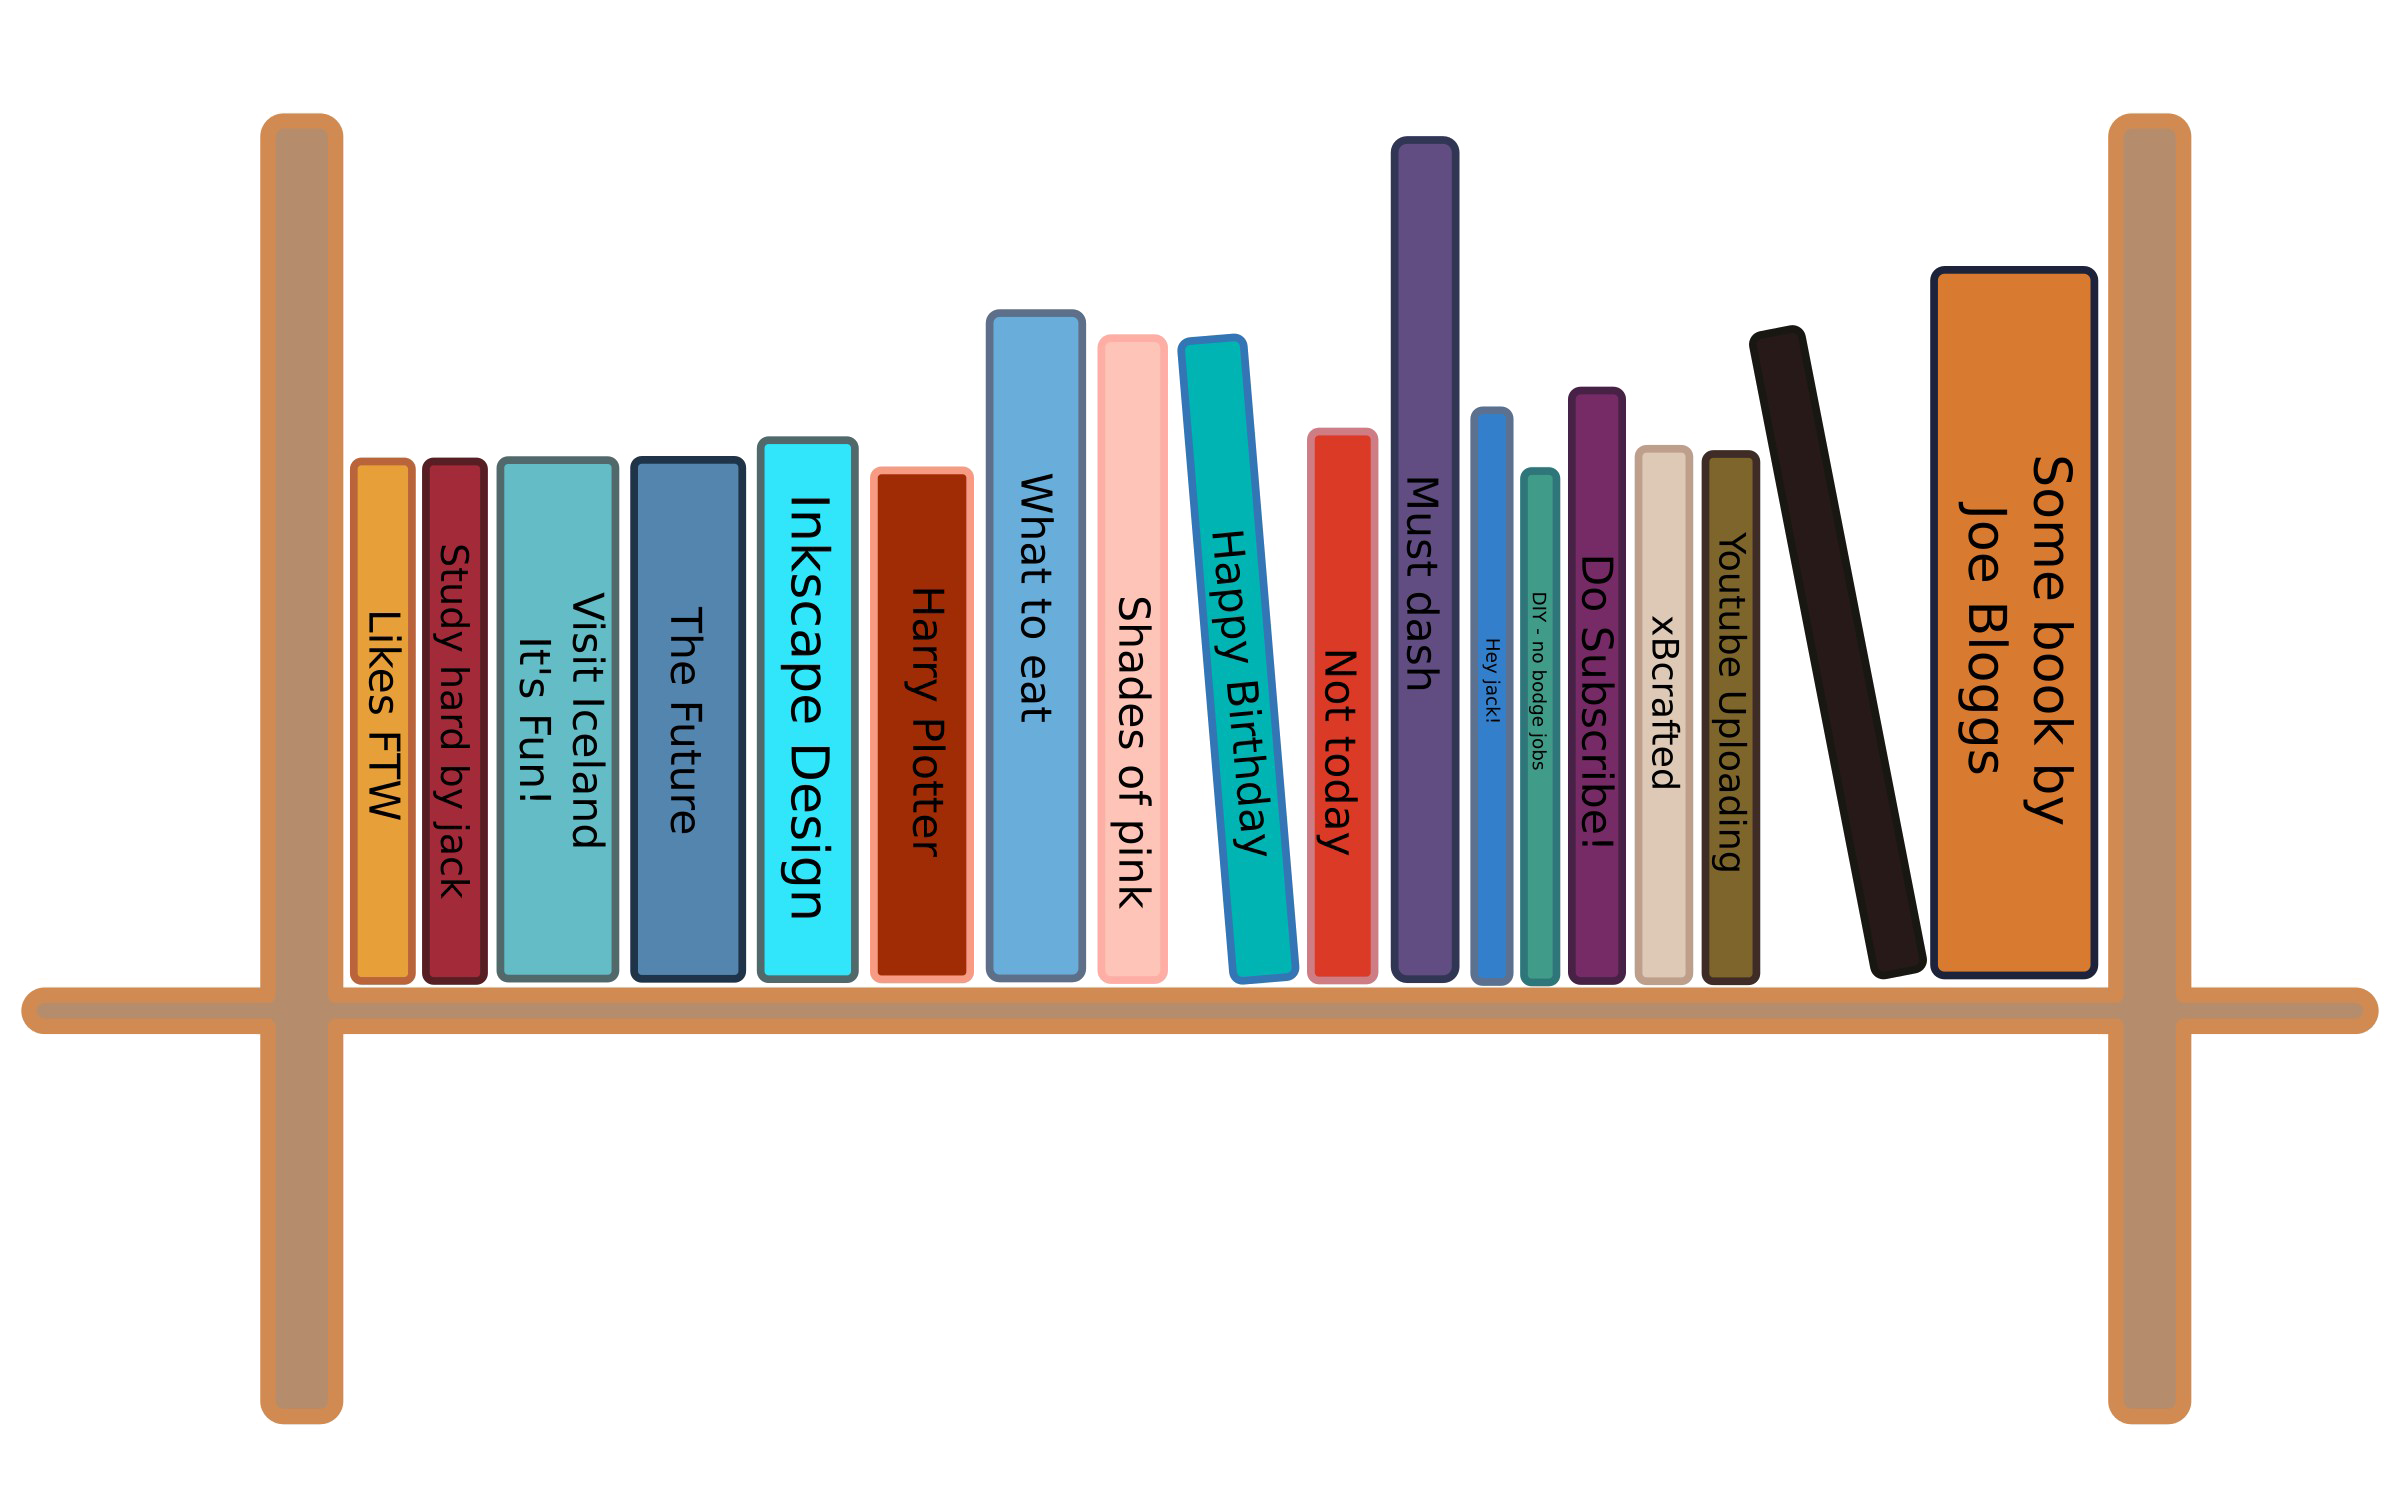 Likes FTW
Study hard by jack
Visit Iceland
It's Fun!
The Future
Inkscape Design
Harry Plotter
What to eat
Shades of pink
Happy Birthday
Not today
Must dash
Hey jack!
DIY - no bodge jobs
Do Subscribe!
xBcrafted
Youtube Uploading
Some book by
Joe Bloggs